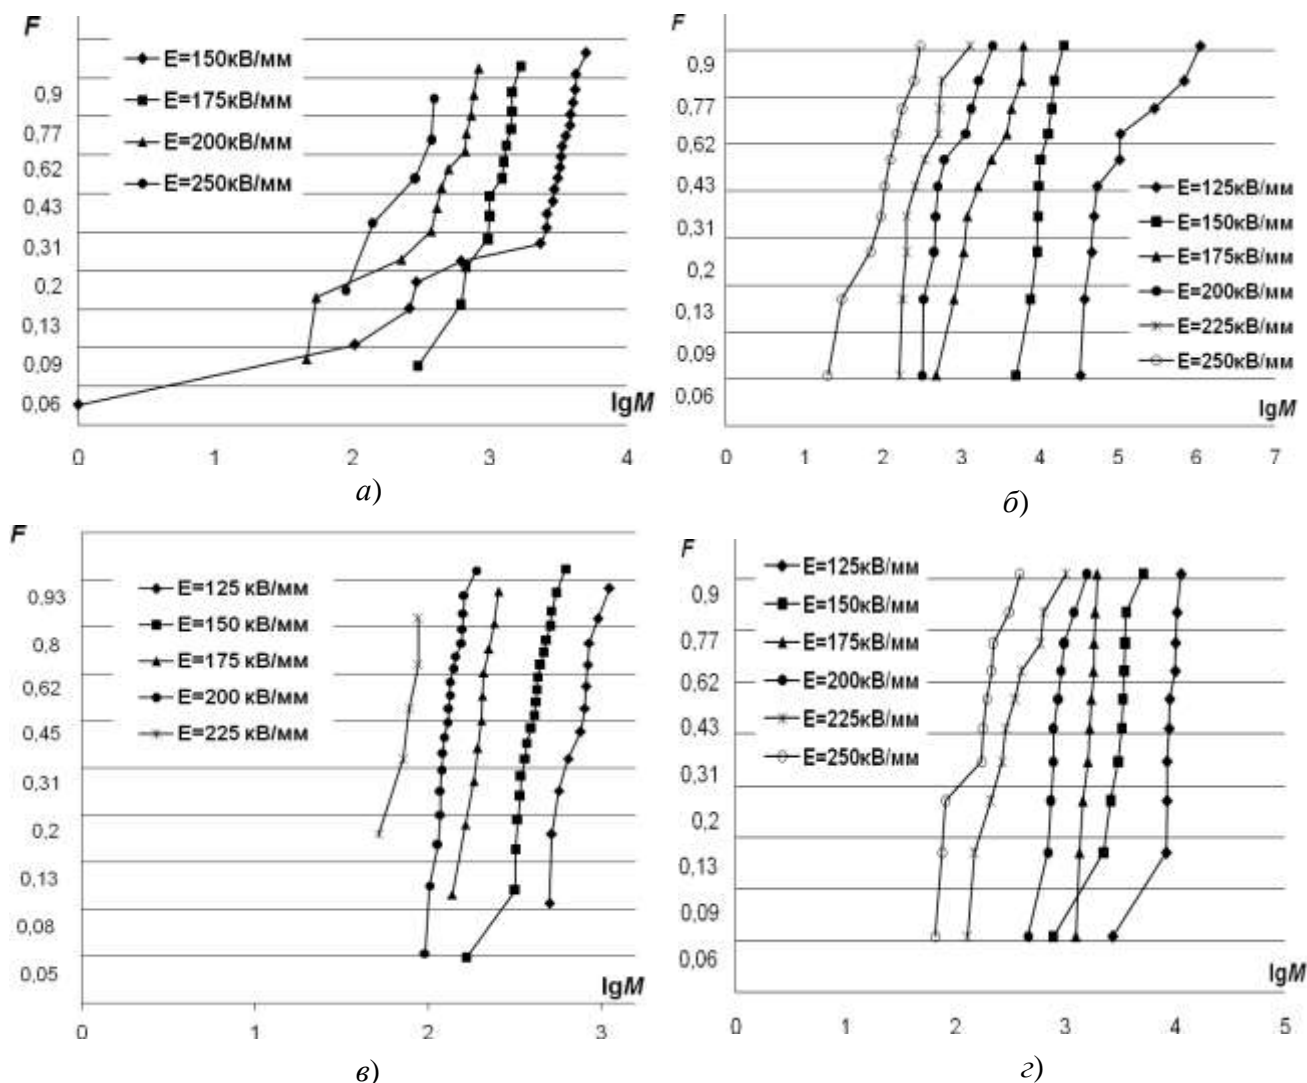 F
E=150кВ/мм
E=175кВ/мм
E=200кВ/мм
E=250кВ/мм
0,9
0,77
0,62
0,43
0,31
0,2
0,13
0,09
0,06
lgM
0 1 2 3 4
а)
F
0,9
0,77
0,62
0,43
0,31
0,2
0,13
0,09
0,06
E=125кВ/мм
E=150кВ/мм
E=175кВ/мм
E=200кВ/мм
E=225кВ/мм
E=250кВ/мм
lgM
0 1 2 3 4 5 6 7
б)
F
E=125 кВ/мм
E=150 кВ/мм
E=175 кВ/мм
E=200 кВ/мм
E=225 кВ/мм
0,93
0,8
0,62
0,45
0,31
0,2
0,13
0,08
0,05
lgM
0 1 2 3
в)
F
E=125кВ/мм
E=150кВ/мм
E=175кВ/мм
E=200кВ/мм
E=225кВ/мм
E=250кВ/мм
0,9
0,77
0,62
0,43
0,31
0,2
0,13
0,09
0,06
lgM
0 1 2 3 4 5
г)